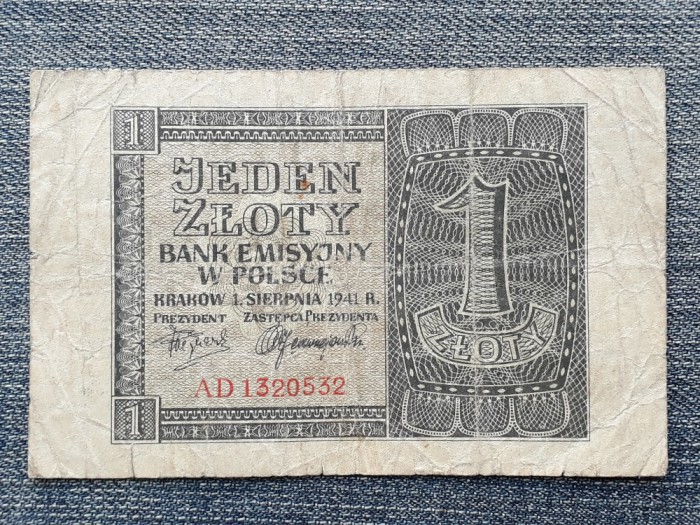 1
JEDEN
ZŁOTY
BANK EMISYJNY
W POLSCE
KRAKÓW 1. SIERPNIA 1941 R.
PREZYDENT ZASTĘPCA PREZYDENTA
AD 1320532
1
1
ZŁOTY